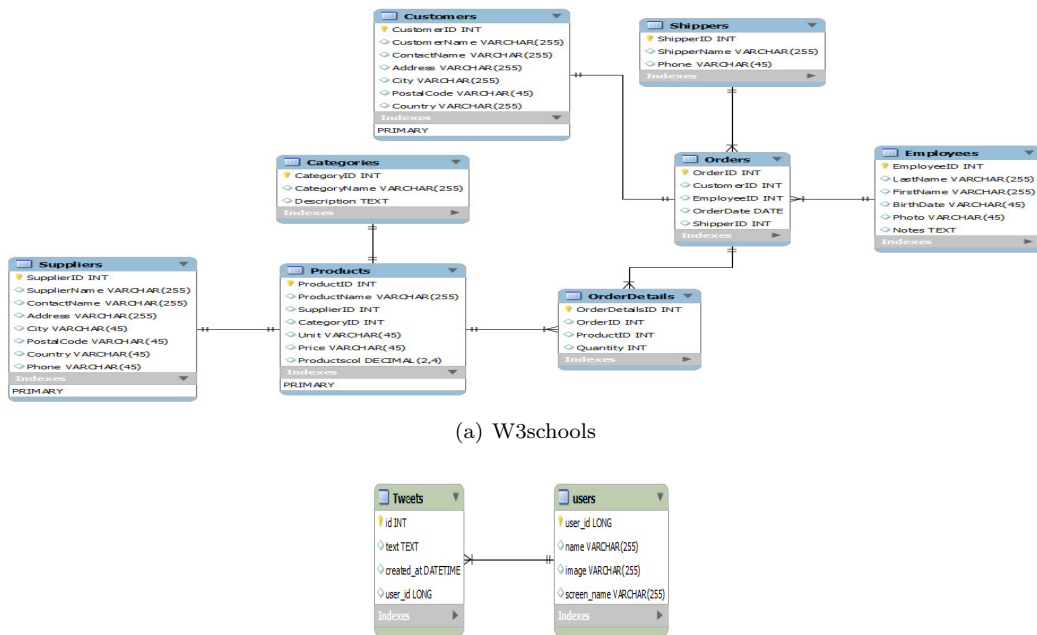 Customers
CustomerID INT
CustomerName VARCHAR(255)
ContactName VARCHAR(255)
Address VARCHAR(255)
City VARCHAR(255)
PostalCode VARCHAR(45)
Country VARCHAR(255)
Indexes
PRIMARY
Shippers
ShipperID INT
ShipperName VARCHAR(255)
Phone VARCHAR(45)
Indexes
Categories
CategoryID INT
CategoryName VARCHAR(255)
Description TEXT
Indexes
Orders
OrderID INT
CustomerID INT
EmployeeID INT
OrderDate DATE
ShipperID INT
Indexes
Employees
EmployeeID INT
LastName VARCHAR(255)
FirstName VARCHAR(255)
BirthDate VARCHAR(45)
Photo VARCHAR(45)
Notes TEXT
Indexes
Suppliers
SupplierID INT
SupplierName VARCHAR(255)
ContactName VARCHAR(255)
Address VARCHAR(255)
City VARCHAR(45)
PostalCode VARCHAR(45)
Country VARCHAR(45)
Phone VARCHAR(45)
Indexes
PRIMARY
Products
ProductID INT
ProductName VARCHAR(255)
SupplierID INT
CategoryID INT
Unit VARCHAR(45)
Price VARCHAR(45)
Productscol DECIMAL(2,4)
Indexes
PRIMARY
OrderDetails
OrderDetailsID INT
OrderID INT
ProductID INT
Quantity INT
Indexes
(a) W3schools
Tweets
id INT
text TEXT
created_at DATETIME
user_id LONG
Indexes
users
user_id LONG
name VARCHAR(255)
image VARCHAR(255)
screen_name VARCHAR(255)
Indexes